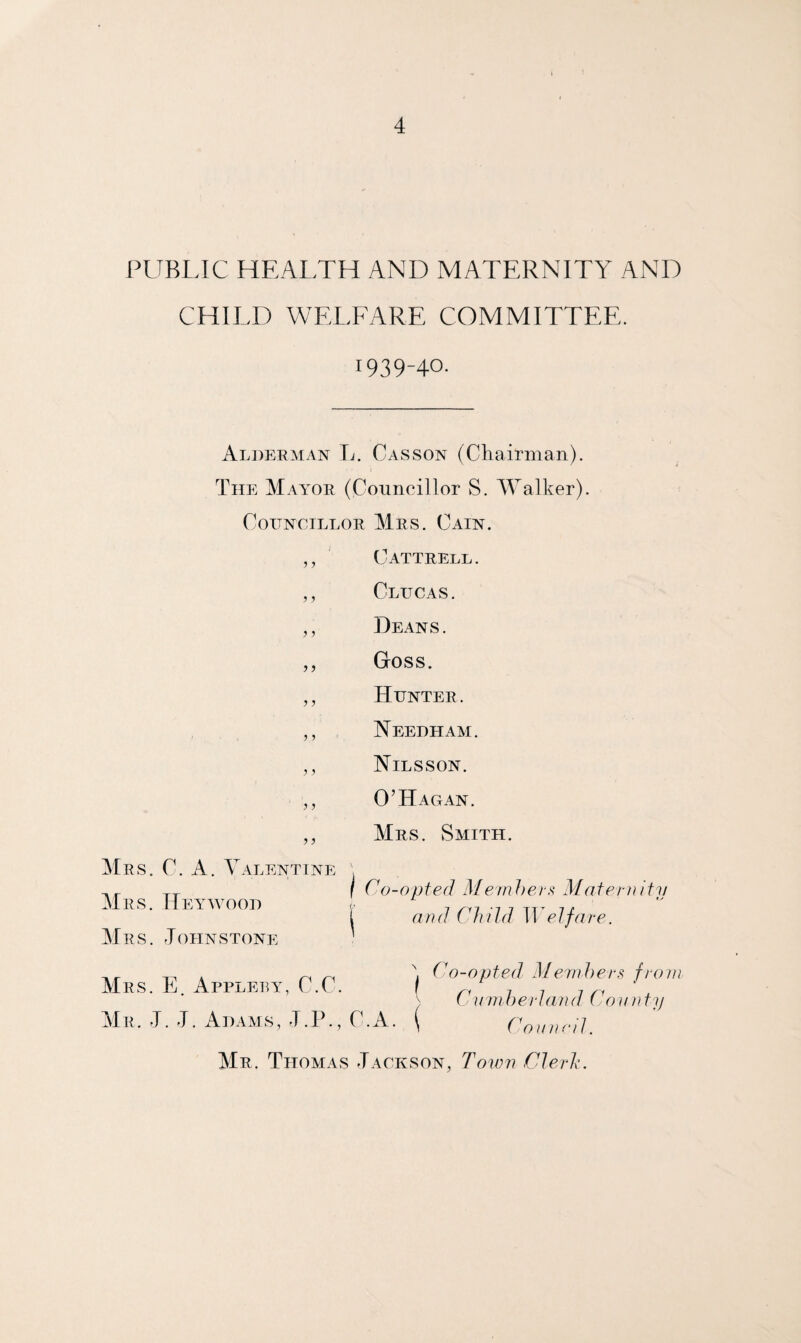 4
PUBLIC HEALTH AND MATERNITY AND
CHILD WELFARE COMMITTEE.
1939-40.
Alderman L. Casson (Chairman).
The Mayor (Councillor S. Walker).
Councillor Mrs. Cain.
,, Cattrell.
,, Clucas.
,, Deans.
,, Goss.
,, Hunter.
,, Needham.
,, Nilsson.
,, O'Hagan.
,, Mrs. Smith.
Mrs. C. A. Valentine
Mrs. Heywood
Mrs. Johnstone
Co-opted Members Maternity
and Child Welfare.
Mrs. E. Appleby, C.C.
Mr. J. J. Adams, J.P., C.A.
Co-opted Members from
Cumberland County
Council.
Mr. Thomas Jackson, Town Clerk.